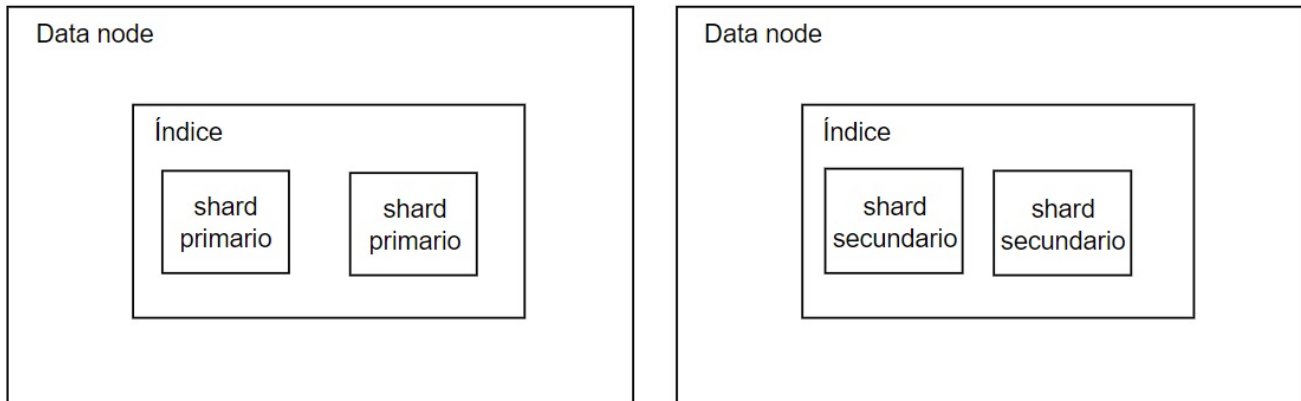 Data node
Índice
shard
primario
shard
primario
Data node
Índice
shard
secundario
shard
secundario